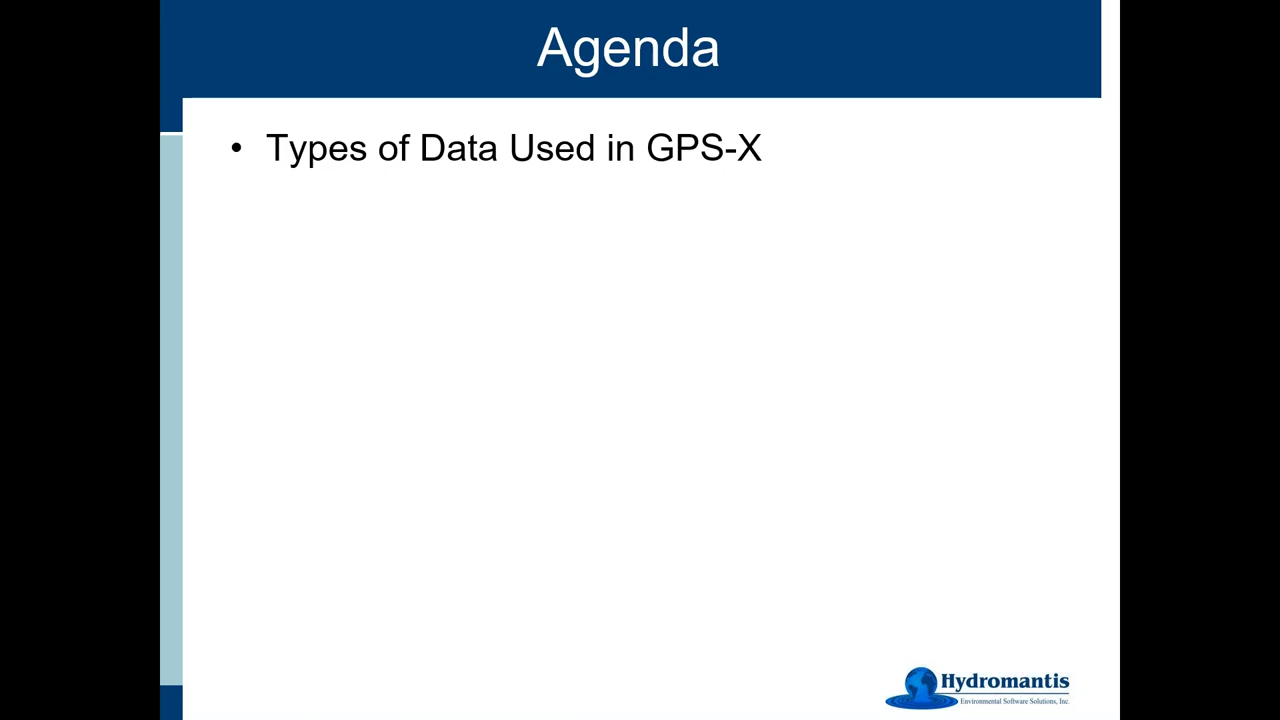 Agenda
• Types of Data Used in GPS-X
Hydromantis
Environmental Software Solutions, Inc.